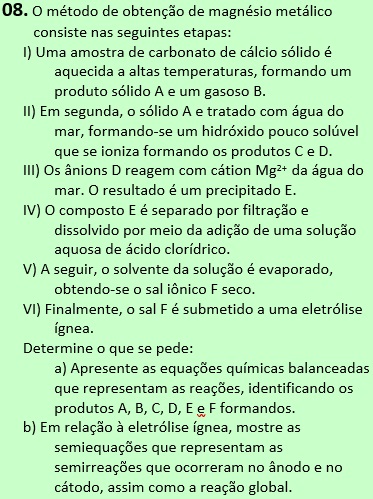 08. O método de obtenção de magnésio metálico
consiste nas seguintes etapas:
I) Uma amostra de carbonato de cálcio sólido é
aquecida a altas temperaturas, formando um
produto sólido A e um gasoso B.
II) Em segunda, o sólido A e tratado com água do
mar, formando-se um hidróxido pouco solúvel
que se ioniza formando os produtos C e D.
III) Os ânions D reagem com cátion Mg²⁺ da água do
mar. O resultado é um precipitado E.
IV) O composto E é separado por filtração e
dissolvido por meio da adição de uma solução
aquosa de ácido clorídrico.
V) A seguir, o solvente da solução é evaporado,
obtendo-se o sal iônico F seco.
VI) Finalmente, o sal F é submetido a uma eletrólise
ígnea.
Determine o que se pede:
a) Apresente as equações químicas balanceadas
que representam as reações, identificando os
produtos A, B, C, D, E e F formandos.
b) Em relação à eletrólise ígnea, mostre as
semiequações que representam as
semirreações que ocorreram no ânodo e no
cátodo, assim como a reação global.